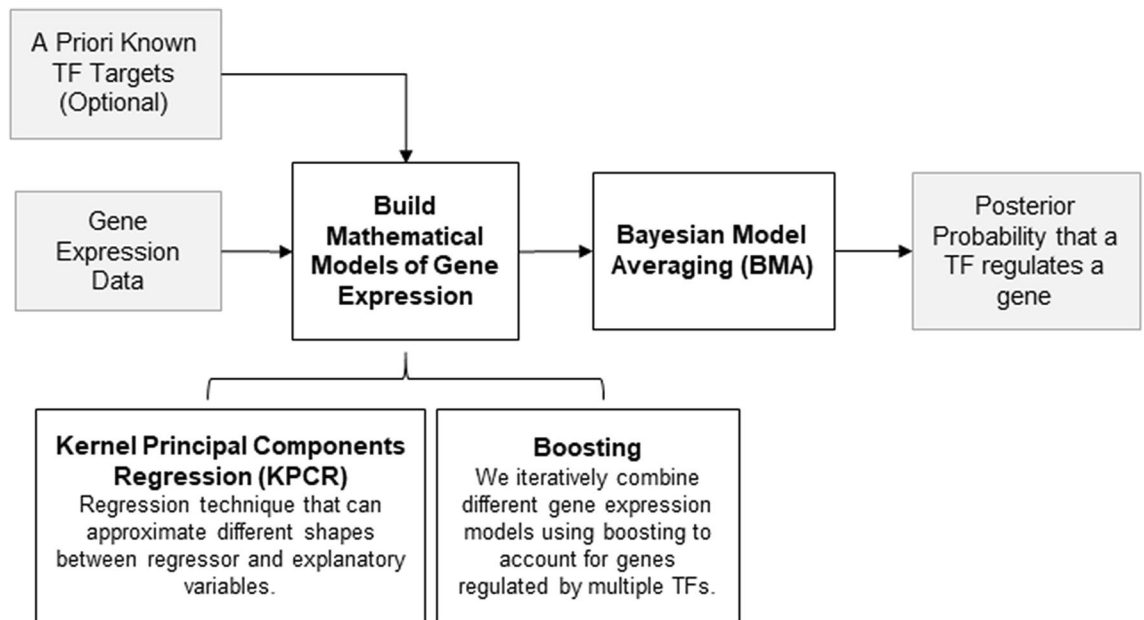 A Priori Known
TF Targets
(Optional)
Gene
Expression
Data
Build
Mathematical
Models of Gene
Expression
Bayesian Model
Averaging (BMA)
Posterior
Probability that a
TF regulates a
gene
Kernel Principal Components
Regression (KPCR)
Regression technique that can
approximate different shapes
between regressor and explanatory
variables.
Boosting
We iteratively combine
different gene expression
models using boosting to
account for genes
regulated by multiple TFs.